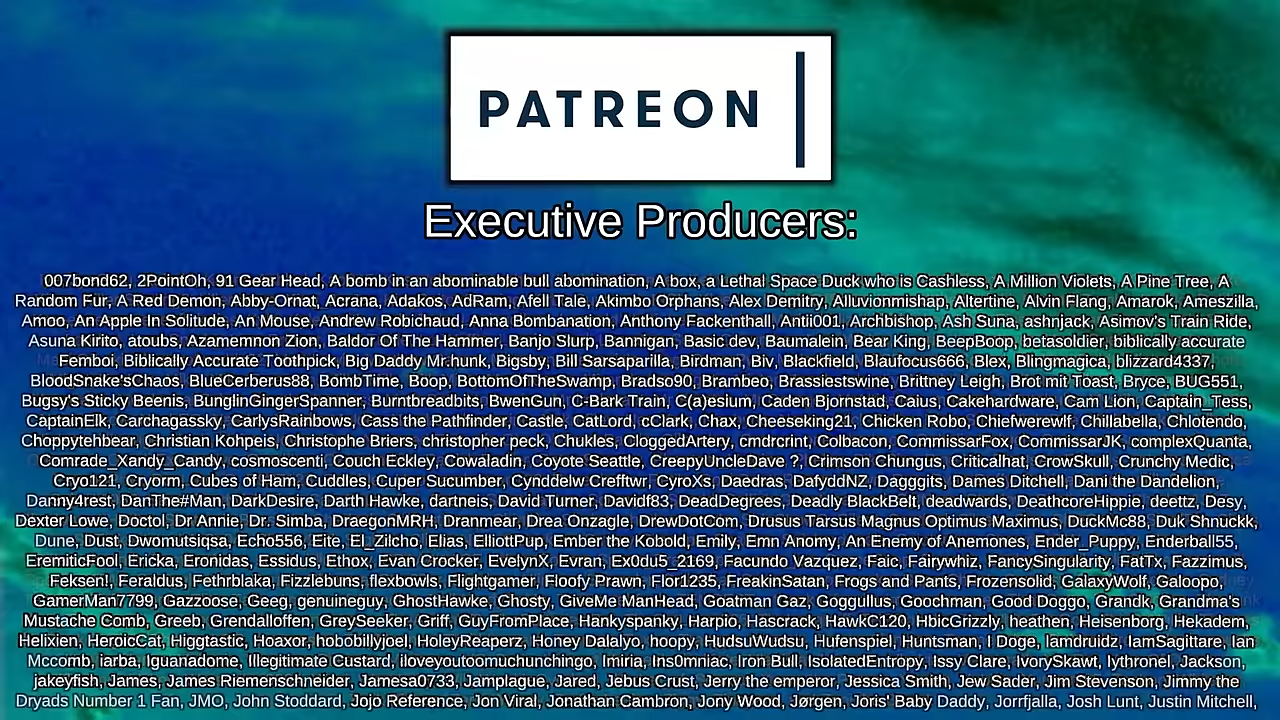 PATREON
Executive Producers:
007bond62, 2PointOh, 91 Gear Head, A bomb in an abominable bull abomination, A box, a Lethal Space Duck who is Cashless, A Million Violets, A Pine Tree, A
Random Fur, A Red Demon, Abby-Ornat, Acrana, Adakos, AdRam, Afell Tale, Akimbo Orphans, Alex Demitry, Alluvionmishap, Altertine, Alvin Flang, Amarok, Ameszilla,
Amoo, An Apple In Solitude, An Mouse, Andrew Robichaud, Anna Bombanation, Anthony Fackenthall, Antii001, Archbishop, Ash Suna, ashnjack, Asimov's Train Ride,
Asuna Kirito, atoubs, Azamemnon Zion, Baldor Of The Hammer, Banjo Slurp, Bannigan, Basic dev, Baumalein, Bear King, BeepBoop, betasoldier, biblically accurate
Femboi, Biblically Accurate Toothpick, Big Daddy Mr.hunk, Bigsby, Bill Sarsaparilla, Birdman, Biv, Blackfield, Blaufocus666, Blex, Blingmagica, blizzard4337,
BloodSnake'sChaos, BlueCerberus88, BombTime, Boop, BottomOfTheSwamp, Bradso90, Brambeo, Brassiestswine, Brittney Leigh, Brot mit Toast, Bryce, BUG551,
Bugsy's Sticky Beenis, BunglinGingerSpanner, Burntbreadbits, BwenGun, C-Bark Train, C(a)esium, Caden Bjornstad, Caius, Cakehardware, Cam Lion, Captain_Tess,
CaptainElk, Carchagassky, CarlysRainbows, Cass the Pathfinder, Castle, CatLord, cClark, Chax, Cheeseking21, Chicken Robo, Chiefwerewlf, Chillabella, Chlotendo,
Choppytehbear, Christian Kohpeis, Christophe Briers, christopher peck, Chukles, CloggedArtery, cmdrcrint, Colbacon, CommissarFox, CommissarJK, complexQuanta,
Comrade_Xandy_Candy, cosmoscenti, Couch Eckley, Cowaladin, Coyote Seattle, CreepyUncleDave ?, Crimson Chungus, Criticalhat, CrowSkull, Crunchy Medic,
Cryo121, Cryorm, Cubes of Ham, Cuddles, Cuper Sucumber, Cynddelw Crefftwr, CyroXs, Daedras, DafyddNZ, Dagggits, Dames Ditchell, Dani the Dandelion,
Danny4rest, DanThe#Man, DarkDesire, Darth Hawke, dartneis, David Turner, Davidf83, DeadDegrees, Deadly BlackBelt, deadwards, DeathcoreHippie, deettz, Desy,
Dexter Lowe, Doctol, Dr Annie, Dr. Simba, DraegonMRH, Dranmear, Drea Onzagle, DrewDotCom, Drusus Tarsus Magnus Optimus Maximus, DuckMc88, Duk Shnuckk,
Dune, Dust, Dwomutsiqsa, Echo556, Eite, El_Zilcho, Elias, ElliottPup, Ember the Kobold, Emily, Emn Anomy, An Enemy of Anemones, Ender_Puppy, Enderball55,
EremiticFool, Ericka, Eronidas, Essidus, Ethox, Evan Crocker, EvelynX, Evran, Ex0du5_2169, Facundo Vazquez, Faic, Fairywhiz, FancySingularity, FatTx, Fazzimus,
Feksen!, Feraldus, Fethrblaka, Fizzlebuns, flexbowls, Flightgamer, Floofy Prawn, Flor1235, FreakinSatan, Frogs and Pants, Frozensolid, GalaxyWolf, Galoopo,
GamerMan7799, Gazzoose, Geeg, genuineguy, GhostHawke, Ghosty, GiveMe ManHead, Goatman Gaz, Goggullus, Goochman, Good Doggo, Grandk, Grandma's
Mustache Comb, Greeb, Grendalloffen, GreySeeker, Griff, GuyFromPlace, Hankyspanky, Harpio, Hascrack, HawkC120, HbicGrizzly, heathen, Heisenborg, Hekadem,
Helixien, HeroicCat, Higgtastic, Hoaxor, hobobillyjoel, HoleyReaperz, Honey Dalalyo, hoopy, HudsuWudsu, Hufenspiel, Huntsman, I Doge, Iamdruidz, IamSagittare, Ian
Mccomb, iarba, Iguanadome, Illegitimate Custard, iloveyoutoomuchunchingo, Imiria, Ins0mniac, Iron Bull, IsolatedEntropy, Issy Clare, IvorySkawt, Iythronel, Jackson,
jakeyfish, James, James Riemenschneider, Jamesa0733, Jamplague, Jared, Jebus Crust, Jerry the emperor, Jessica Smith, Jew Sader, Jim Stevenson, Jimmy the
Dryads Number 1 Fan, JMO, John Stoddard, Jojo Reference, Jon Viral, Jonathan Cambron, Jony Wood, Jørgen, Joris' Baby Daddy, Jorrfjalla, Josh Lunt, Justin Mitchell,